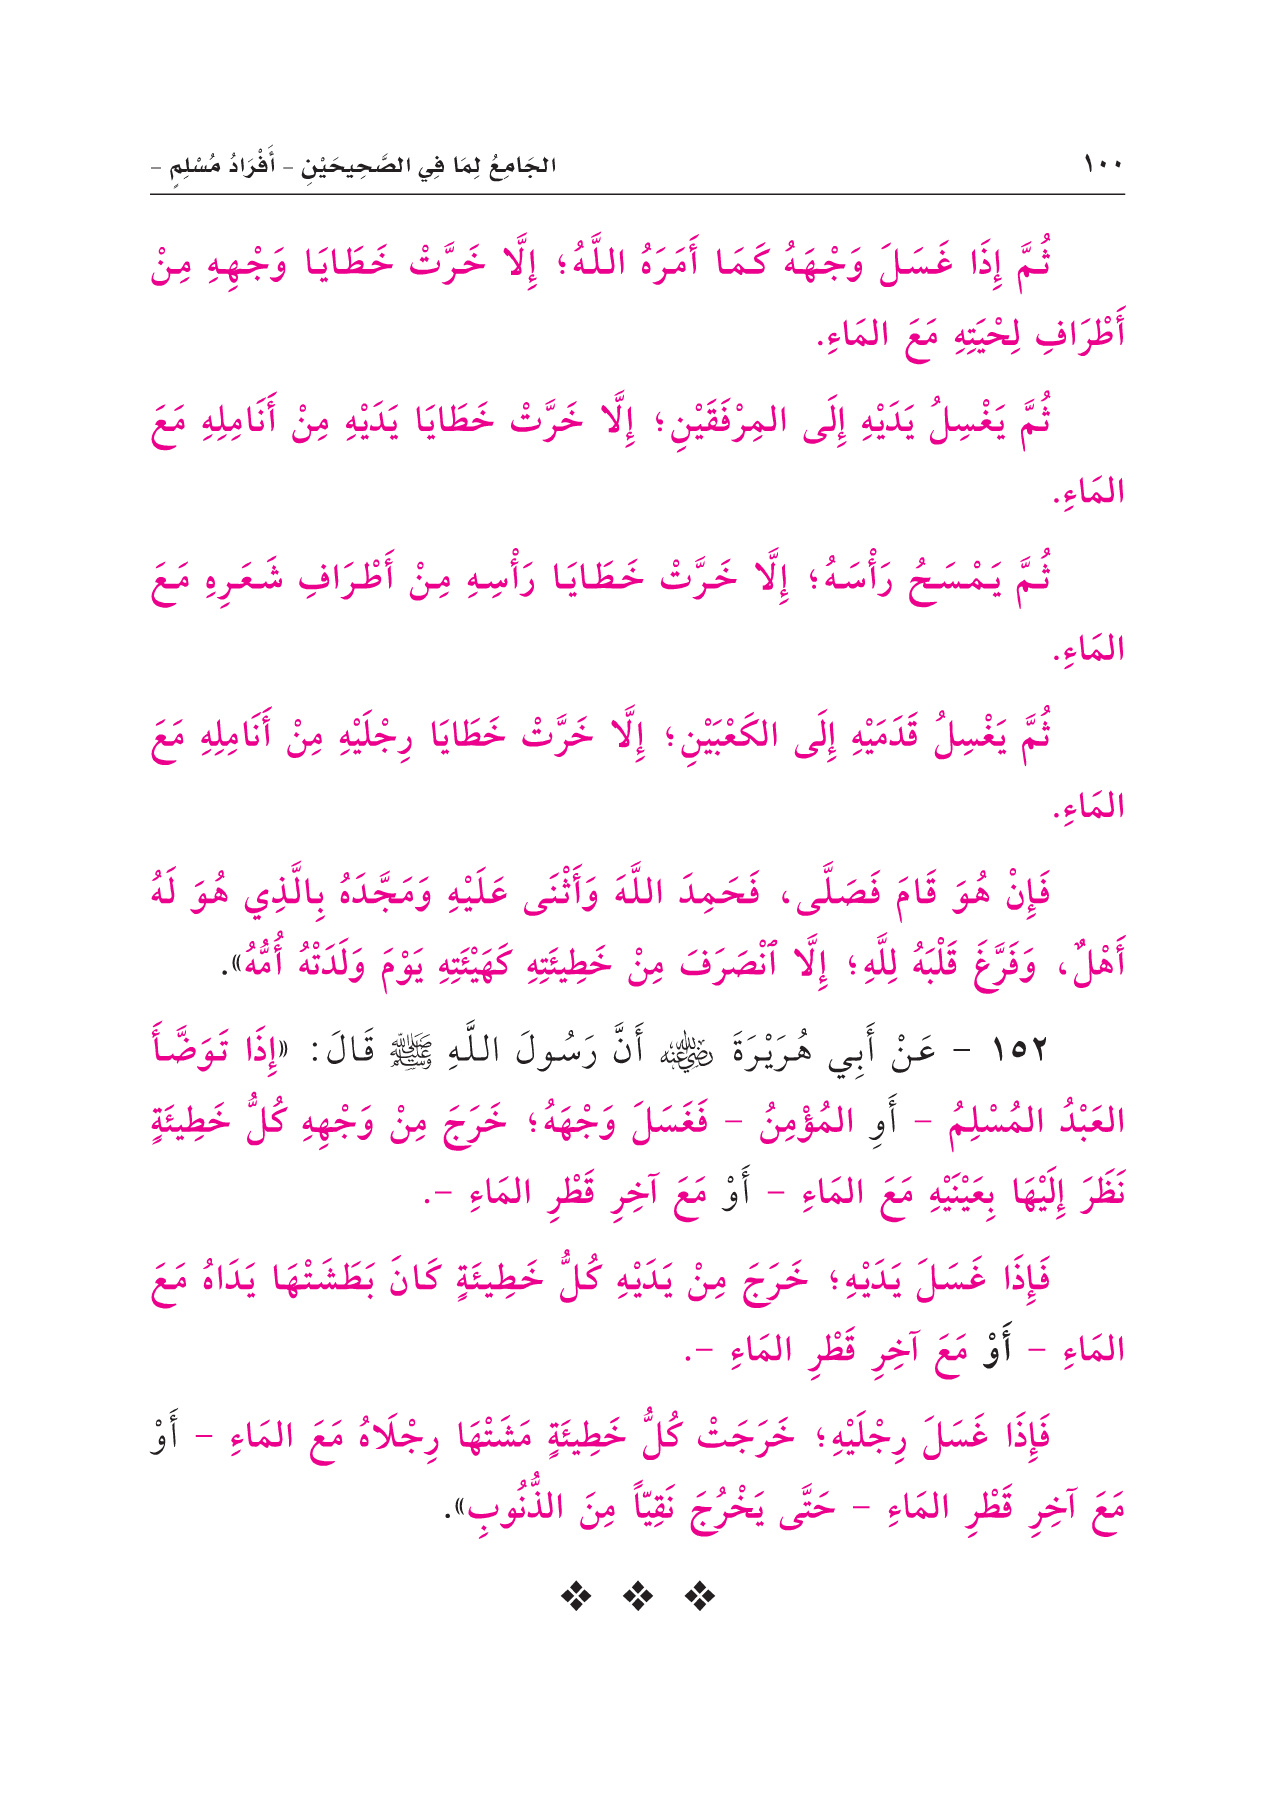 ١٠٠ الجَامِعُ لِمَا فِي الصَّحِيحَيْنِ – أَفْرَادُ مُسْلِمٍ –
ثُمَّ إِذَا غَسَلَ وَجْهَهُ كَمَا أَمَرَهُ اللَّهُ؛ إِلَّا خَرَّتْ خَطَايَا وَجْهِهِ مِنْ
أَطْرَافِ لِحْيَتِهِ مَعَ المَاءِ.
ثُمَّ يَغْسِلُ يَدَيْهِ إِلَى المِرْفَقَيْنِ؛ إِلَّا خَرَّتْ خَطَايَا يَدَيْهِ مِنْ أَنَامِلِهِ مَعَ
المَاءِ.
ثُمَّ يَمْسَحُ رَأْسَهُ؛ إِلَّا خَرَّتْ خَطَايَا رَأْسِهِ مِنْ أَطْرَافِ شَعَرِهِ مَعَ
المَاءِ.
ثُمَّ يَغْسِلُ قَدَمَيْهِ إِلَى الكَعْبَيْنِ؛ إِلَّا خَرَّتْ خَطَايَا رِجْلَيْهِ مِنْ أَنَامِلِهِ مَعَ
المَاءِ.
فَإِنْ هُوَ قَامَ فَصَلَّى، فَحَمِدَ اللَّهَ وَأَثْنَى عَلَيْهِ وَمَجَّدَهُ بِالَّذِي هُوَ لَهُ
أَهْلٌ، وَفَرَّغَ قَلْبَهُ لِلَّهِ؛ إِلَّا ٱنْصَرَفَ مِنْ خَطِيئَتِهِ كَهَيْئَتِهِ يَوْمَ وَلَدَتْهُ أُمُّهُ».
١٥٢ – عَنْ أَبِي هُرَيْرَةَ رضي الله عنه أَنَّ رَسُولَ اللَّهِ ﷺ قَالَ: «إِذَا تَوَضَّأَ
العَبْدُ المُسْلِمُ – أَوِ المُؤْمِنُ – فَغَسَلَ وَجْهَهُ؛ خَرَجَ مِنْ وَجْهِهِ كُلُّ خَطِيئَةٍ
نَظَرَ إِلَيْهَا بِعَيْنَيْهِ مَعَ المَاءِ – أَوْ مَعَ آخِرِ قَطْرِ المَاءِ –.
فَإِذَا غَسَلَ يَدَيْهِ؛ خَرَجَ مِنْ يَدَيْهِ كُلُّ خَطِيئَةٍ كَانَ بَطَشَتْهَا يَدَاهُ مَعَ
المَاءِ – أَوْ مَعَ آخِرِ قَطْرِ المَاءِ –.
فَإِذَا غَسَلَ رِجْلَيْهِ؛ خَرَجَتْ كُلُّ خَطِيئَةٍ مَشَتْهَا رِجْلَاهُ مَعَ المَاءِ – أَوْ
مَعَ آخِرِ قَطْرِ المَاءِ – حَتَّى يَخْرُجَ نَقِيّاً مِنَ الذُّنُوبِ».